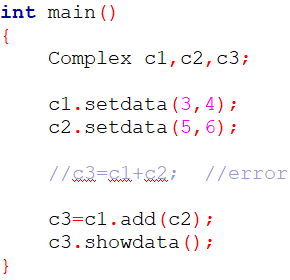 int main()
{
Complex c1,c2,c3;
c1.setdata(3,4);
c2.setdata(5,6);
//c3=c1+c2; //error
c3=c1.add(c2);
c3.showdata();
}